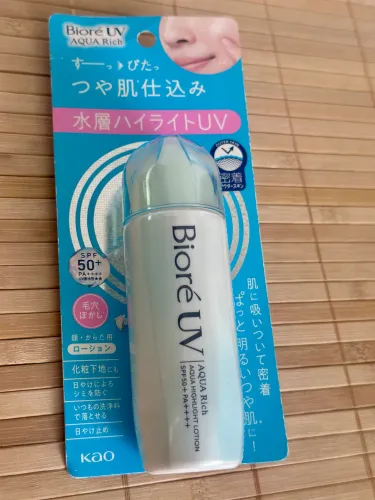 Bioré UV
AQUA Rich
すーっ▸ぴたっ
つや肌仕込み
水層ハイライトUV
密着
SPF
50+
PA++++
毛穴
ぼかし
顔・からだ用
ローション
化粧下地にも
日やけによる
シミを防ぐ
いつもの洗浄料
で落とせる
日やけ止め
Kao
肌に吸いついて密着
ぱっと明るいつや肌に!
Bioré UV
AQUA Rich
AQUA HIGHLIGHT LOTION
SPF50+ PA++++